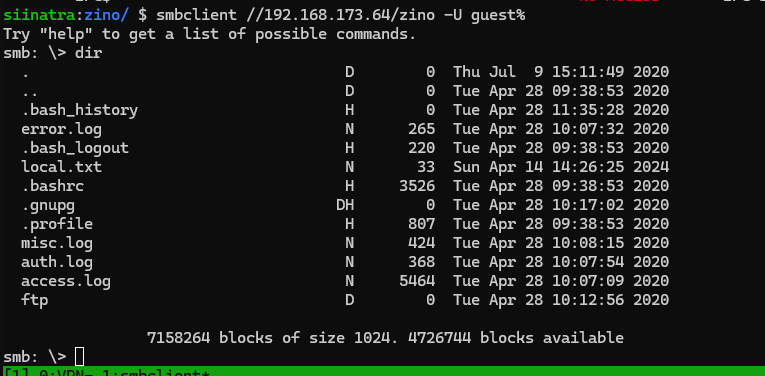 siinatra:zino/ $ smbclient //192.168.173.64/zino -U guest%
Try "help" to get a list of possible commands.
smb: \> dir
  .                                   D        0  Thu Jul  9 15:11:49 2020
  ..                                  D        0  Tue Apr 28 09:38:53 2020
  .bash_history                       H        0  Tue Apr 28 11:35:28 2020
  error.log                           N      265  Tue Apr 28 10:07:32 2020
  .bash_logout                        H      220  Tue Apr 28 09:38:53 2020
  local.txt                           N       33  Sun Apr 14 14:26:25 2024
  .bashrc                             H     3526  Tue Apr 28 09:38:53 2020
  .gnupg                             DH        0  Tue Apr 28 10:17:02 2020
  .profile                            H      807  Tue Apr 28 09:38:53 2020
  misc.log                            N      424  Tue Apr 28 10:08:15 2020
  auth.log                            N      368  Tue Apr 28 10:07:54 2020
  access.log                          N     5464  Tue Apr 28 10:07:09 2020
  ftp                                 D        0  Tue Apr 28 10:12:56 2020
                7158264 blocks of size 1024. 4726744 blocks available
smb: \>
[1] 0:VPN- 1:smbclient*